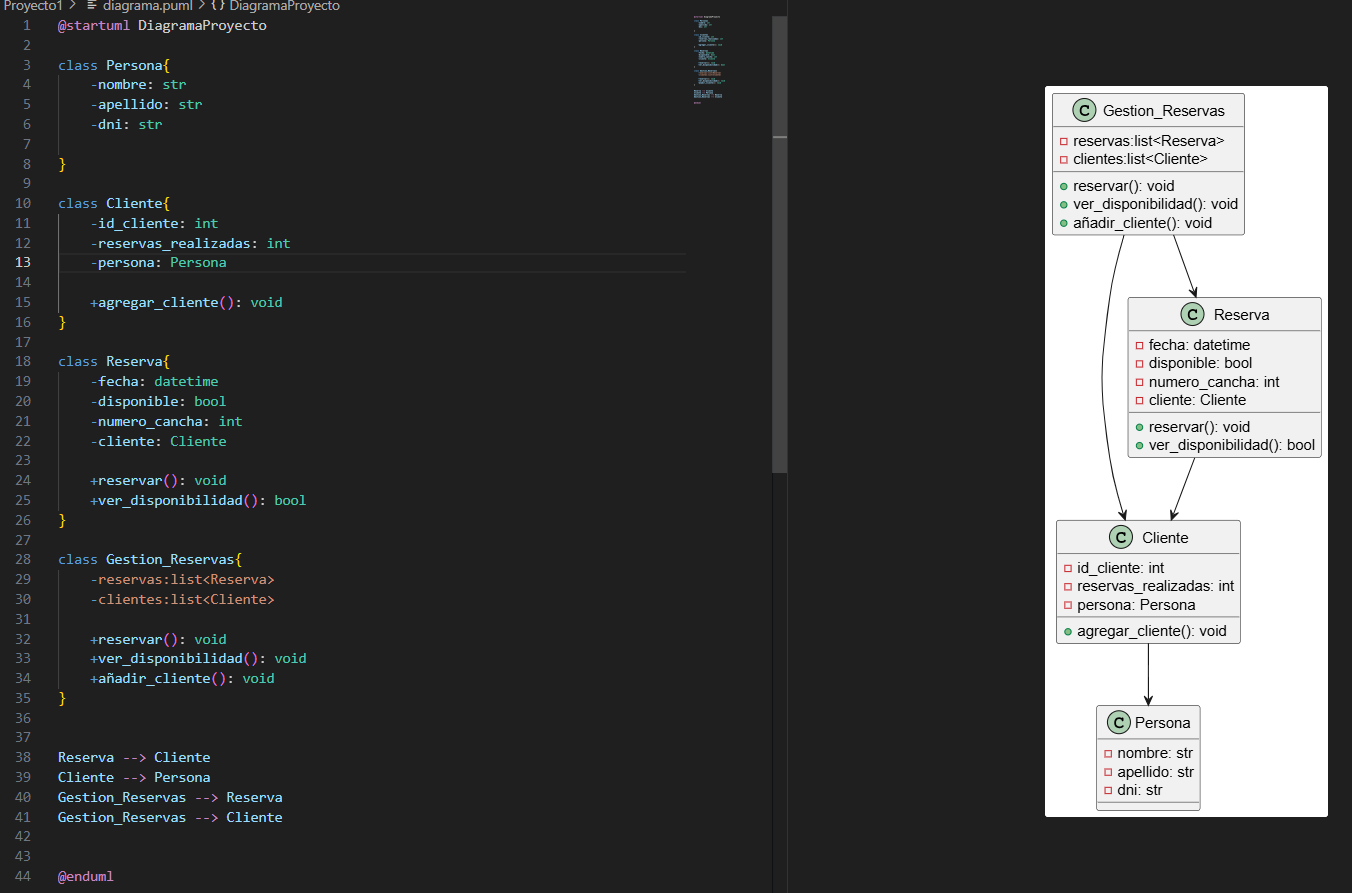 Proyecto1 > diagrama.puml > {} DiagramaProyecto
1 @startuml DiagramaProyecto
2
3 class Persona{
4 -nombre: str
5 -apellido: str
6 -dni: str
7
8 }
9
10 class Cliente{
11 -id_cliente: int
12 -reservas_realizadas: int
13 -persona: Persona
14
15 +agregar_cliente(): void
16 }
17
18 class Reserva{
19 -fecha: datetime
20 -disponible: bool
21 -numero_cancha: int
22 -cliente: Cliente
23
24 +reservar(): void
25 +ver_disponibilidad(): bool
26 }
27
28 class Gestion_Reservas{
29 -reservas:list<Reserva>
30 -clientes:list<Cliente>
31
32 +reservar(): void
33 +ver_disponibilidad(): void
34 +añadir_cliente(): void
35 }
36
37
38 Reserva --> Cliente
39 Cliente --> Persona
40 Gestion_Reservas --> Reserva
41 Gestion_Reservas --> Cliente
42
43
44 @enduml
C Gestion_Reservas
reservas:list<Reserva>
clientes:list<Cliente>
reservar(): void
ver_disponibilidad(): void
añadir_cliente(): void
C Reserva
fecha: datetime
disponible: bool
numero_cancha: int
cliente: Cliente
reservar(): void
ver_disponibilidad(): bool
C Cliente
id_cliente: int
reservas_realizadas: int
persona: Persona
agregar_cliente(): void
C Persona
nombre: str
apellido: str
dni: str